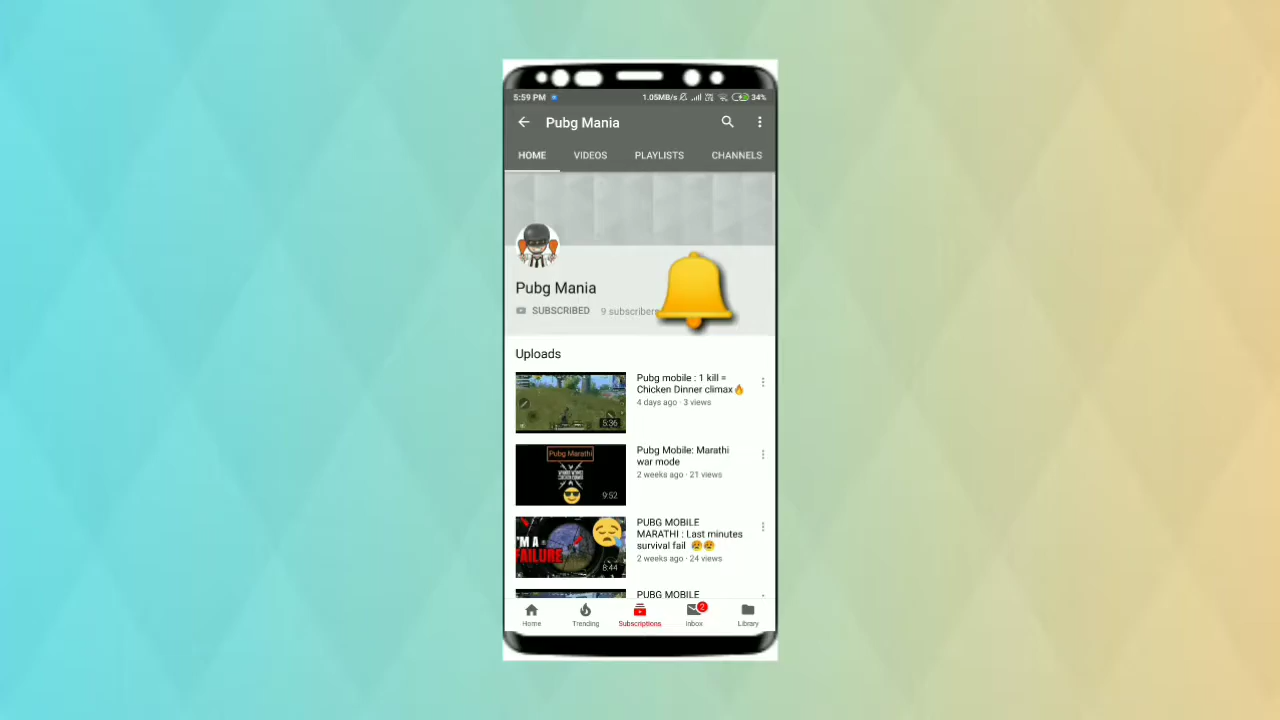 5:59 PM 1.05MB/s 34%
Pubg Mania
HOME VIDEOS PLAYLISTS CHANNELS
Pubg Mania
SUBSCRIBED 9 subscribers
Uploads
Pubg mobile : 1 kill =
Chicken Dinner climax🔥
4 days ago · 3 views
5:36
Pubg Marathi
Pubg Mobile: Marathi
war mode
2 weeks ago · 21 views
9:52
PUBG MOBILE
MARATHI : Last minutes
survival fail 😥😥
2 weeks ago · 24 views
'M A
FAILURE
8:44
PUBG MOBILE
2
Home Trending Subscriptions Inbox Library